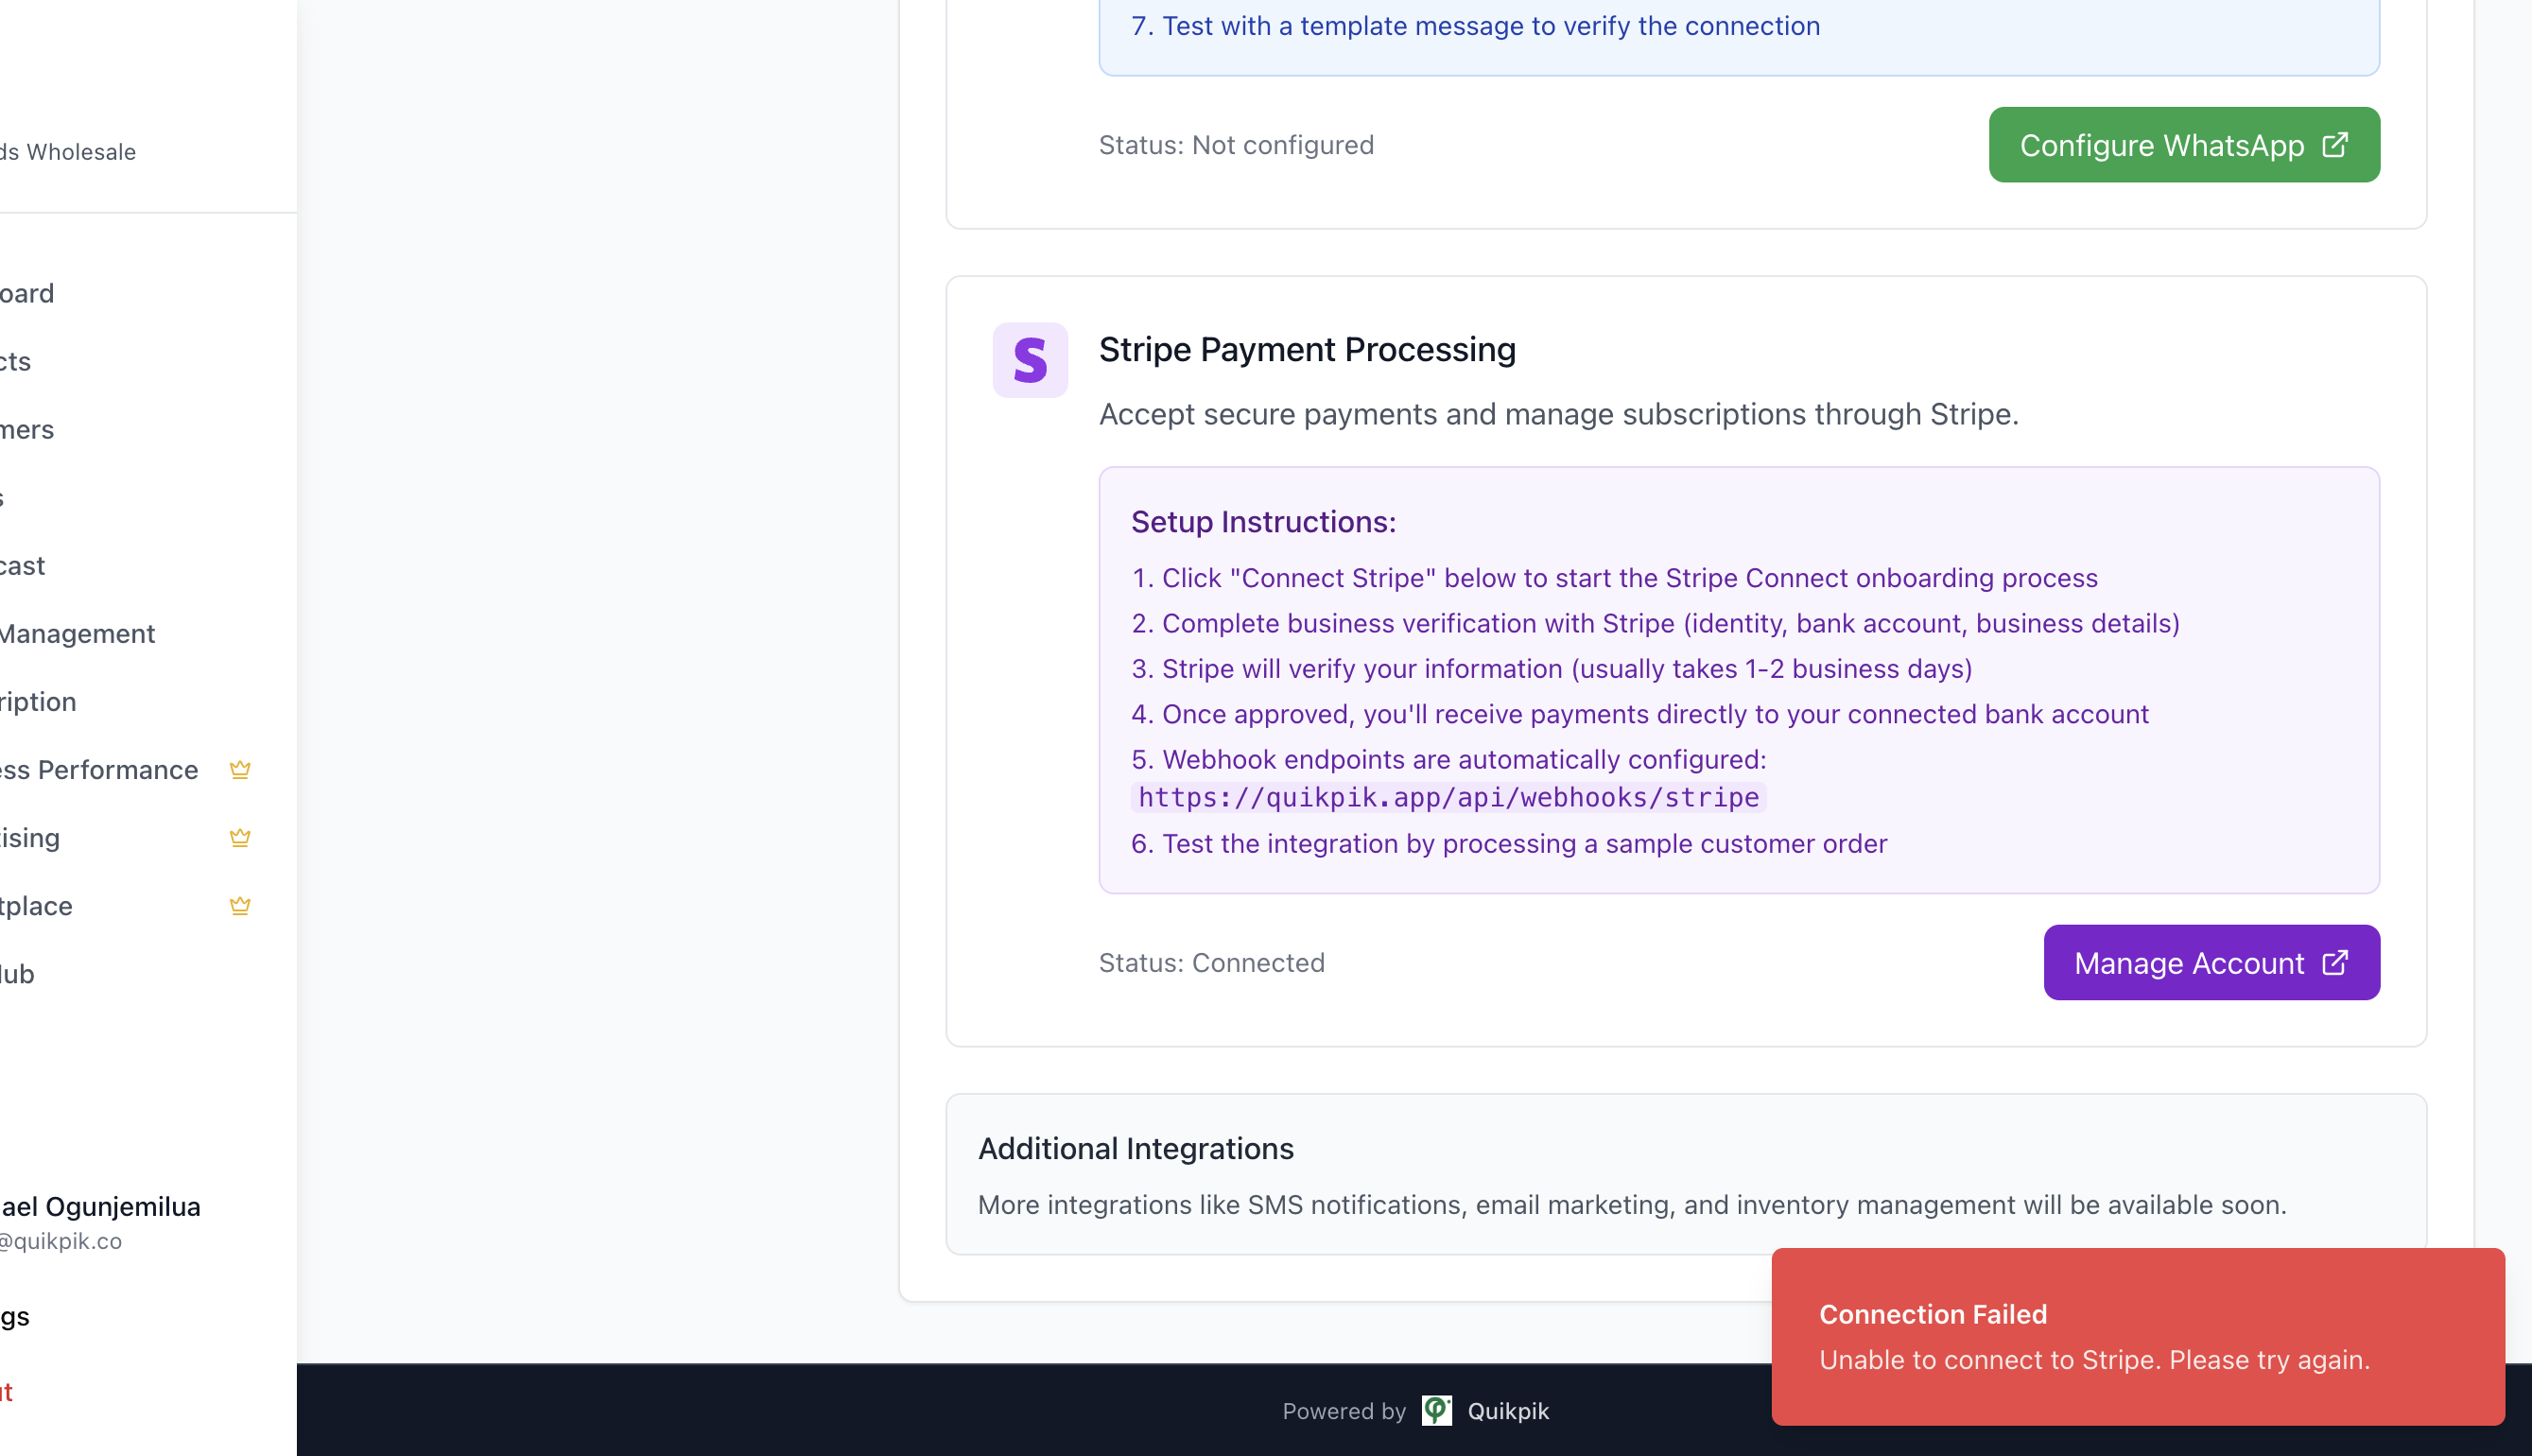 7. Test with a template message to verify the connection
Status: Not configured
Configure WhatsApp
ds Wholesale
oard
cts
mers
s
cast
Management
ription
ess Performance
tising
tplace
Hub
ael Ogunjemilua
@quikpik.co
gs
ut
S
Stripe Payment Processing
Accept secure payments and manage subscriptions through Stripe.
Setup Instructions:
1. Click "Connect Stripe" below to start the Stripe Connect onboarding process
2. Complete business verification with Stripe (identity, bank account, business details)
3. Stripe will verify your information (usually takes 1-2 business days)
4. Once approved, you'll receive payments directly to your connected bank account
5. Webhook endpoints are automatically configured:
https://quikpik.app/api/webhooks/stripe
6. Test the integration by processing a sample customer order
Status: Connected
Manage Account
Additional Integrations
More integrations like SMS notifications, email marketing, and inventory management will be available soon.
Connection Failed
Unable to connect to Stripe. Please try again.
Powered by Quikpik